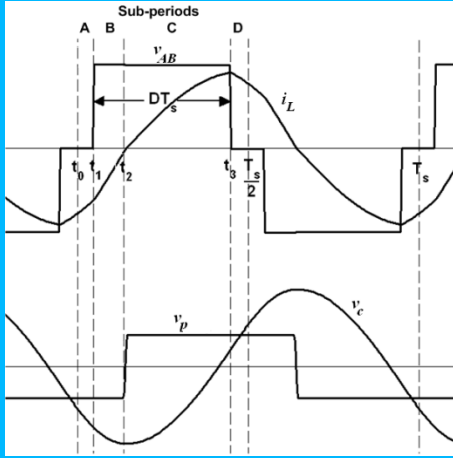 Sub-periods
A B C D
v_AB
DT_s
i_L
t_0 t_1 t_2 t_3 T_s/2 T_s
v_p
v_c